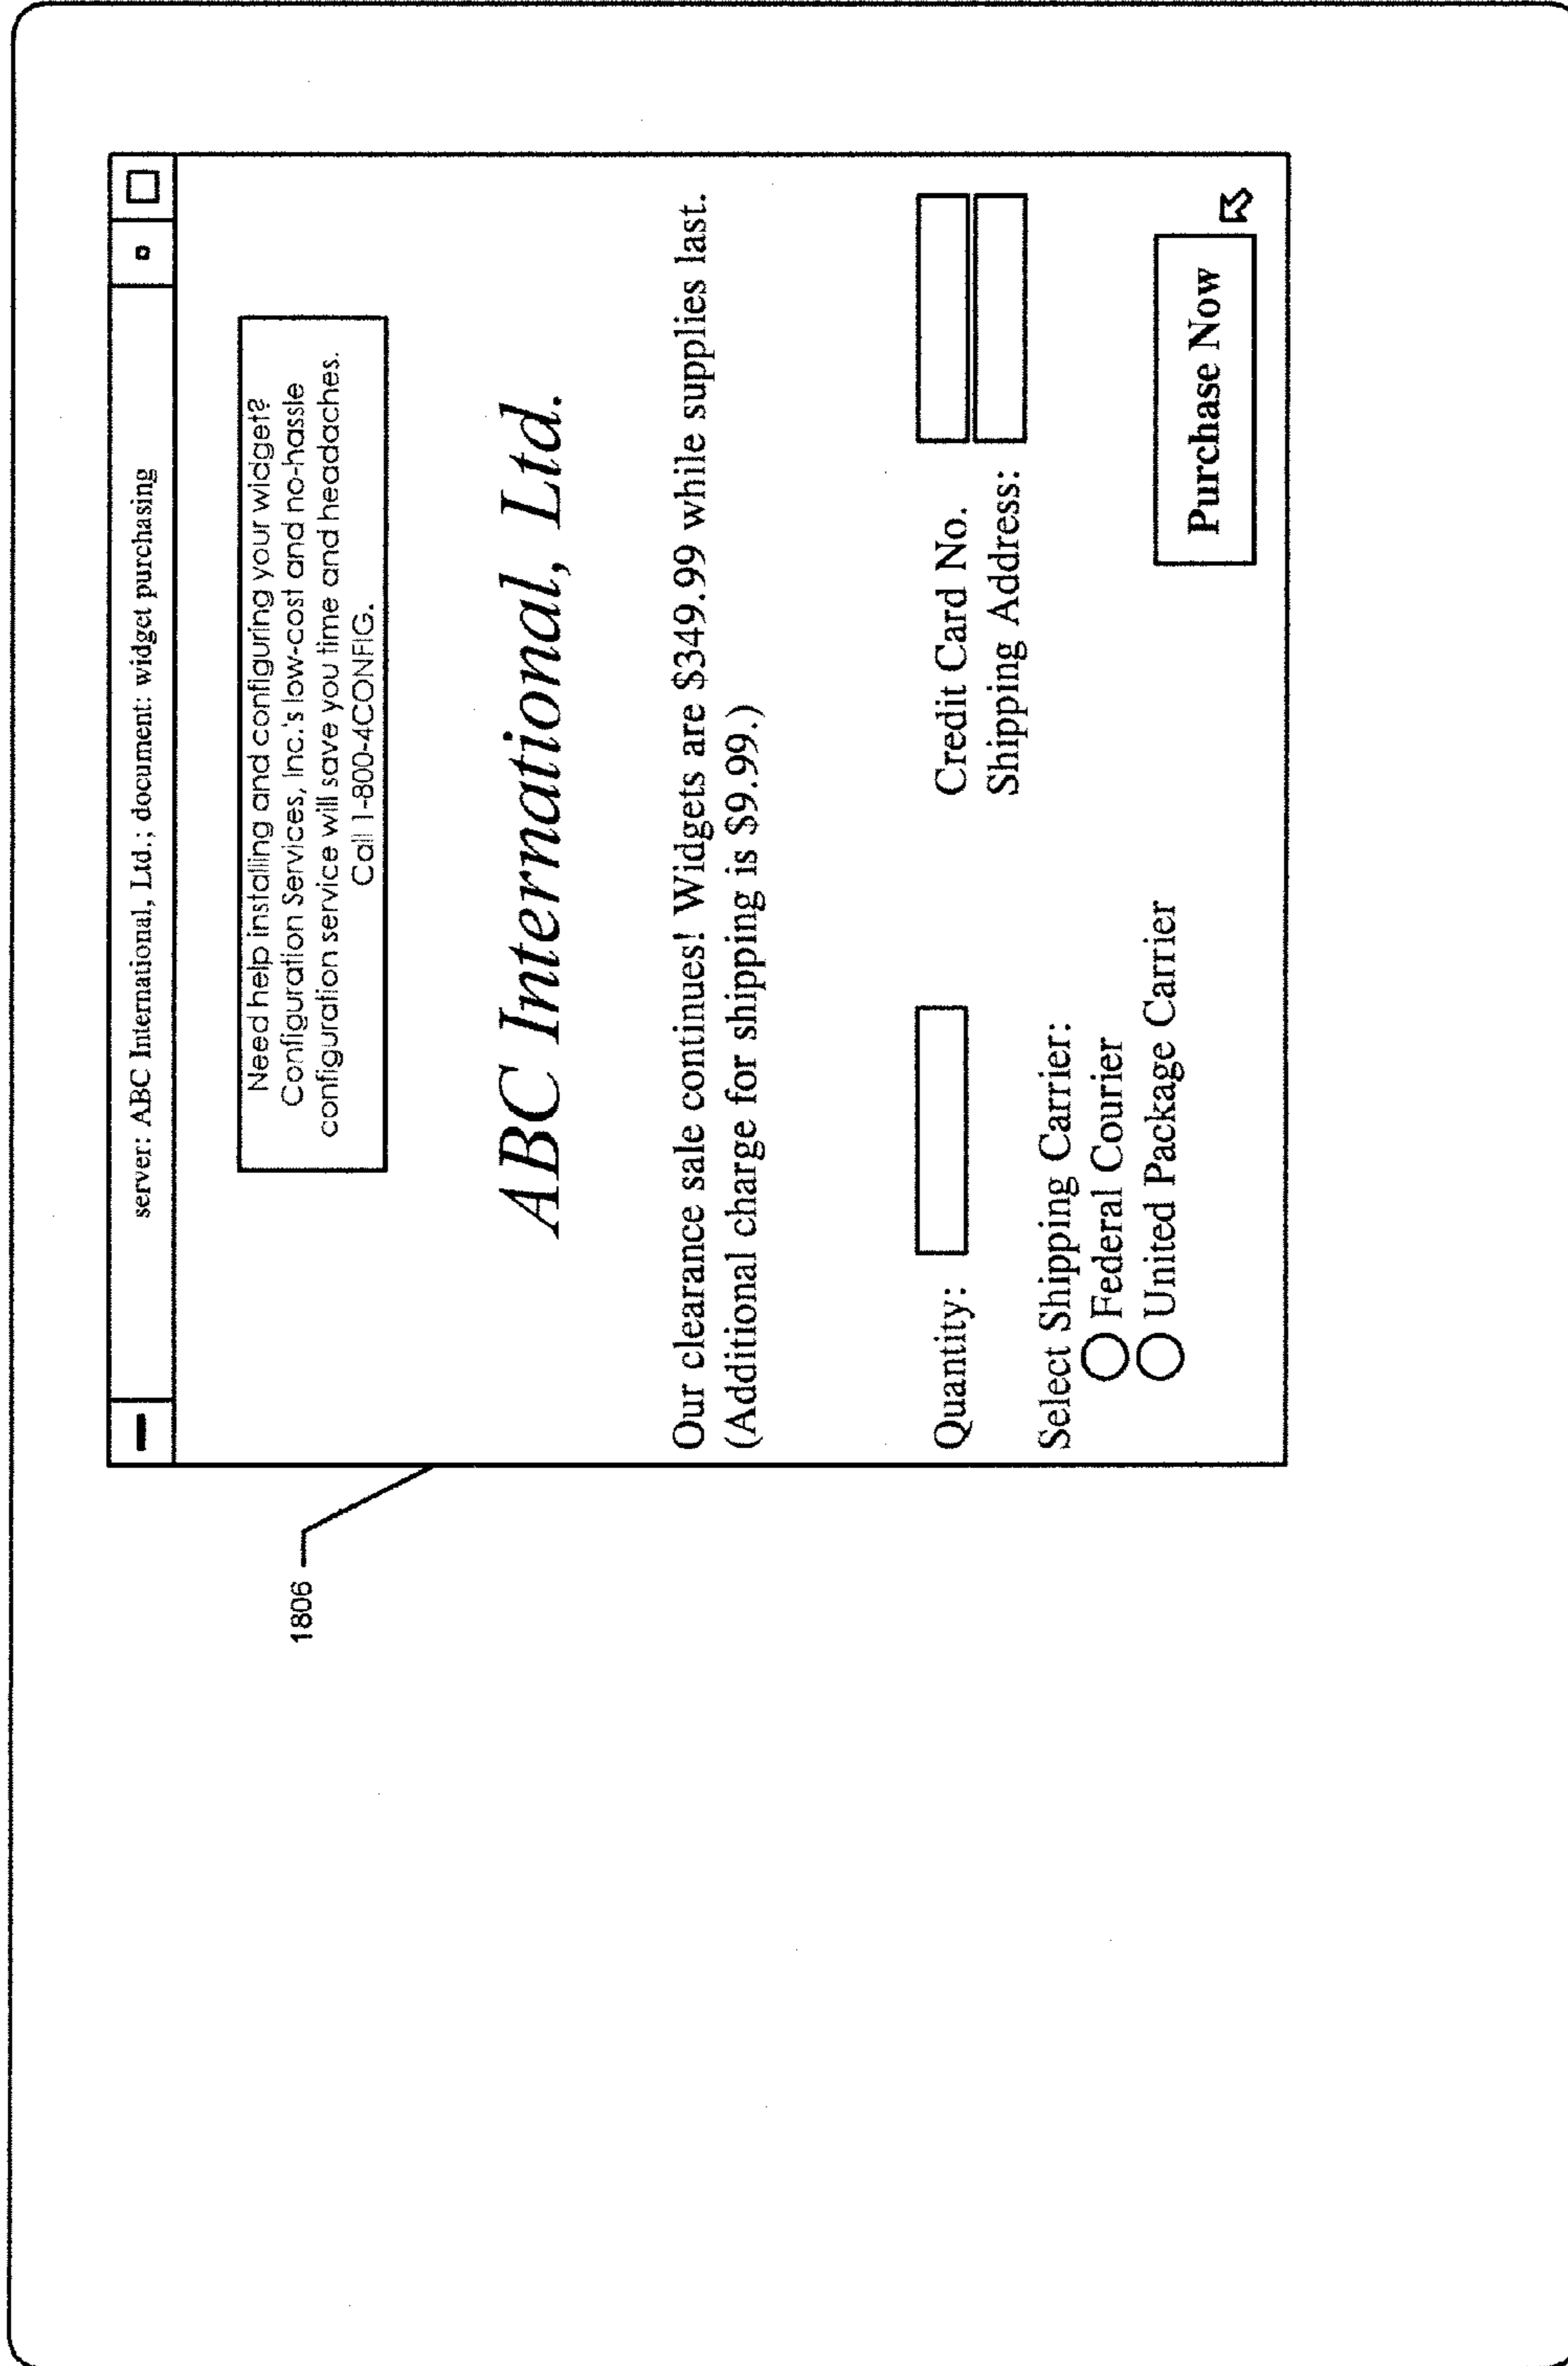 server: ABC International, Ltd.; document: widget purchasing
Need help installing and configuring your widget?
Configuration Services, Inc.'s low-cost and no-hassle
configuration service will save you time and headaches.
Call 1-800-4CONFIG.
ABC International, Ltd.
Our clearance sale continues! Widgets are $349.99 while supplies last.
(Additional charge for shipping is $9.99.)
Quantity:
Credit Card No.
Shipping Address:
Select Shipping Carrier:
Federal Courier
United Package Carrier
Purchase Now
1806